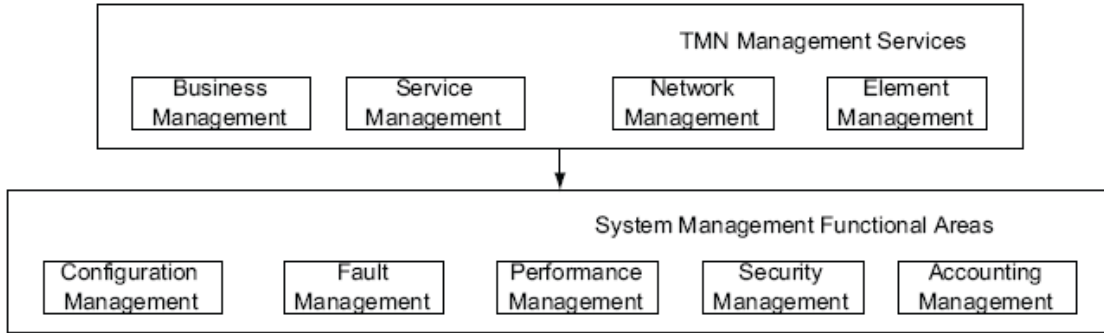 TMN Management Services
Business
Management
Service
Management
Network
Management
Element
Management
System Management Functional Areas
Configuration
Management
Fault
Management
Performance
Management
Security
Management
Accounting
Management